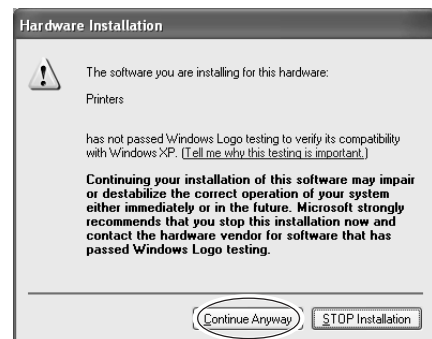 Hardware Installation
The software you are installing for this hardware:
Printers
has not passed Windows Logo testing to verify its compatibility
with Windows XP. (Tell me why this testing is important.)
Continuing your installation of this software may impair
or destabilize the correct operation of your system
either immediately or in the future. Microsoft strongly
recommends that you stop this installation now and
contact the hardware vendor for software that has
passed Windows Logo testing.
Continue Anyway STOP Installation